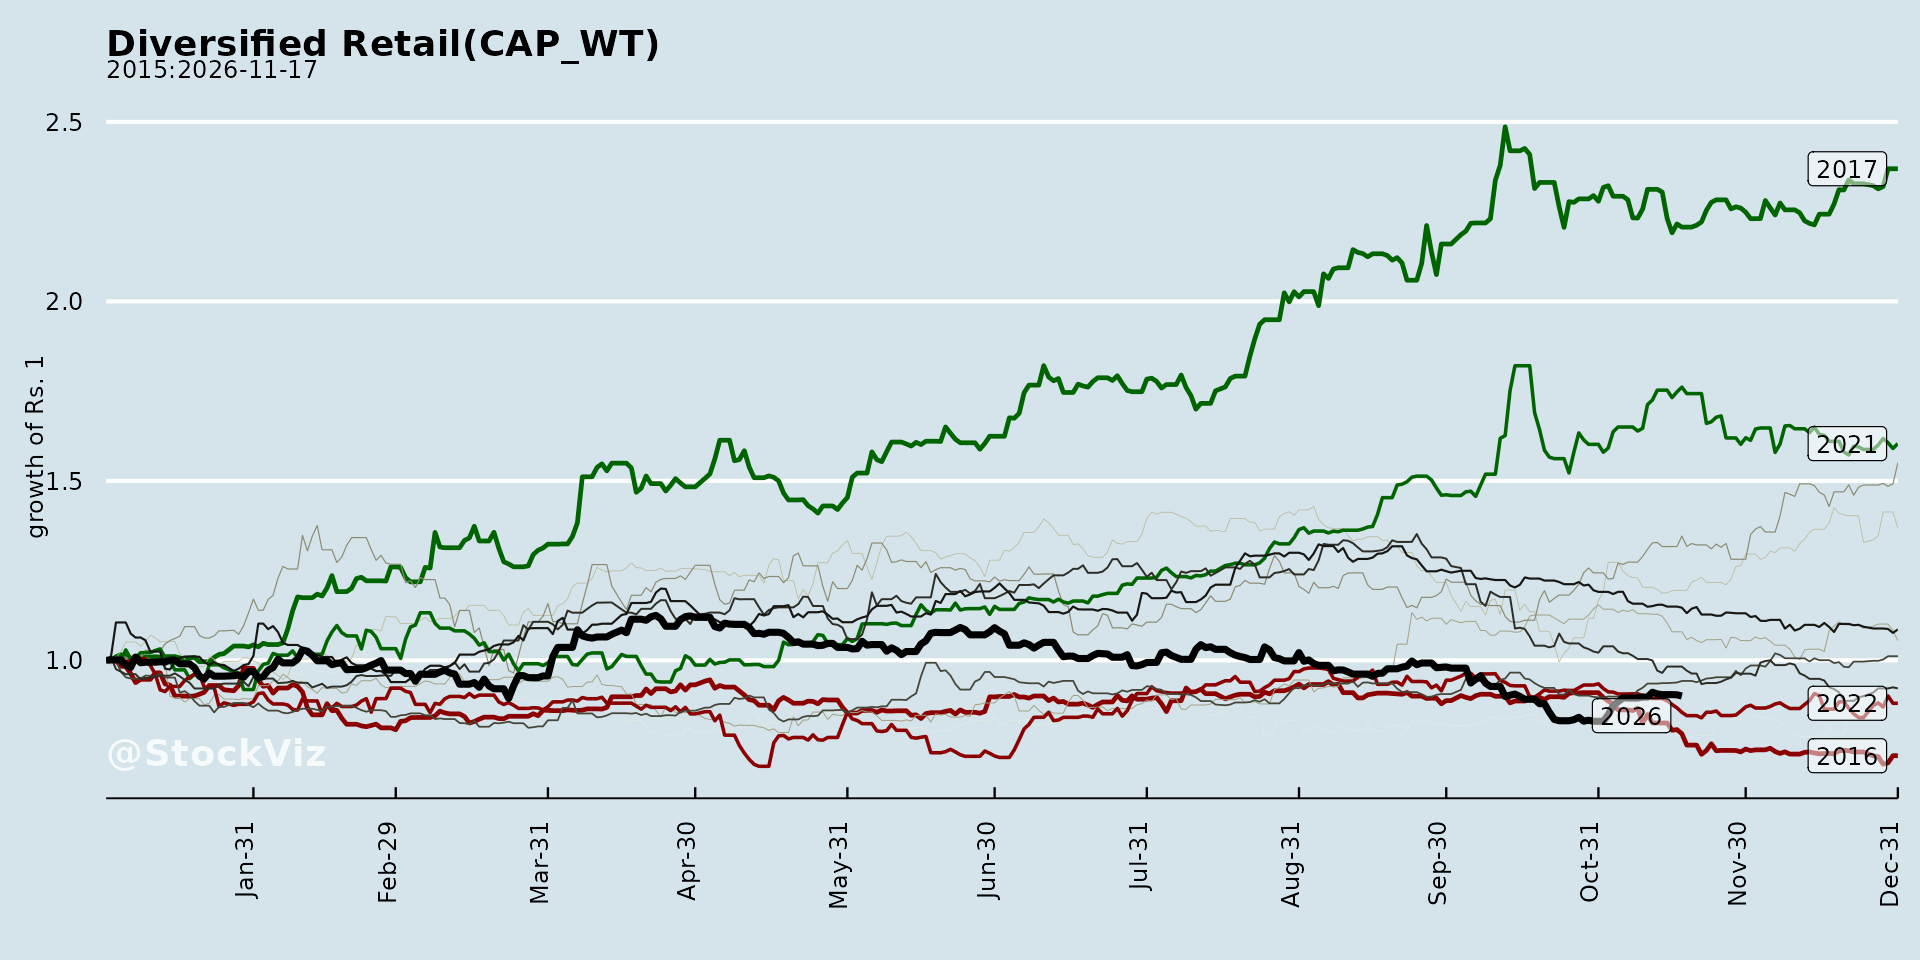 Diversified Retail(CAP_WT)
2015:2026-11-17
growth of Rs. 1
2.5
2.0
1.5
1.0
2017
2021
2022
2026
2016
@StockViz
Jan-31
Feb-29
Mar-31
Apr-30
May-31
Jun-30
Jul-31
Aug-31
Sep-30
Oct-31
Nov-30
Dec-31